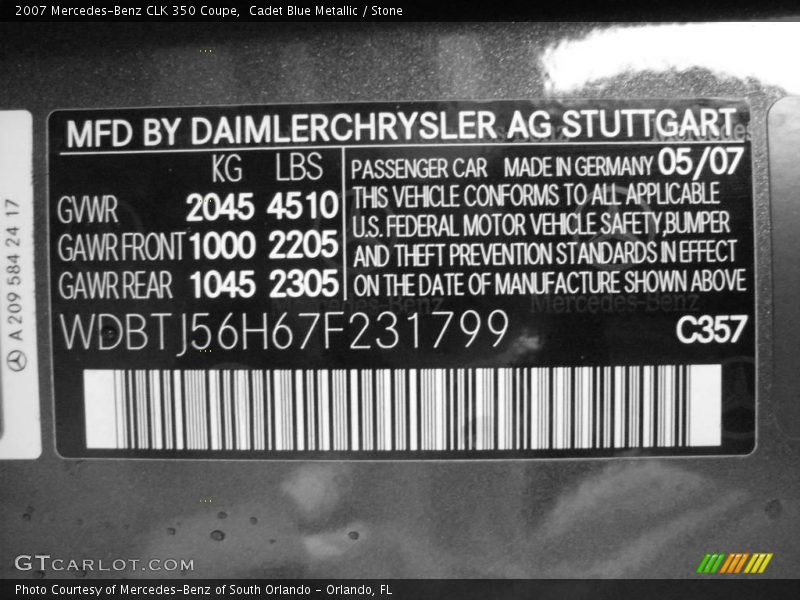 2007 Mercedes-Benz CLK 350 Coupe,  Cadet Blue Metallic / Stone
MFD BY DAIMLERCHRYSLER AG STUTTGART
KG LBS
GVWR 2045 4510
GAWR FRONT 1000 2205
GAWR REAR 1045 2305
PASSENGER CAR MADE IN GERMANY 05/07
THIS VEHICLE CONFORMS TO ALL APPLICABLE
U.S. FEDERAL MOTOR VEHICLE SAFETY,BUMPER
AND THEFT PREVENTION STANDARDS IN EFFECT
ON THE DATE OF MANUFACTURE SHOWN ABOVE
WDBTJ56H67F231799 C357
A 209 584 24 17
Mercedes-Benz
GTCARLOT.COM
Photo Courtesy of Mercedes-Benz of South Orlando - Orlando, FL